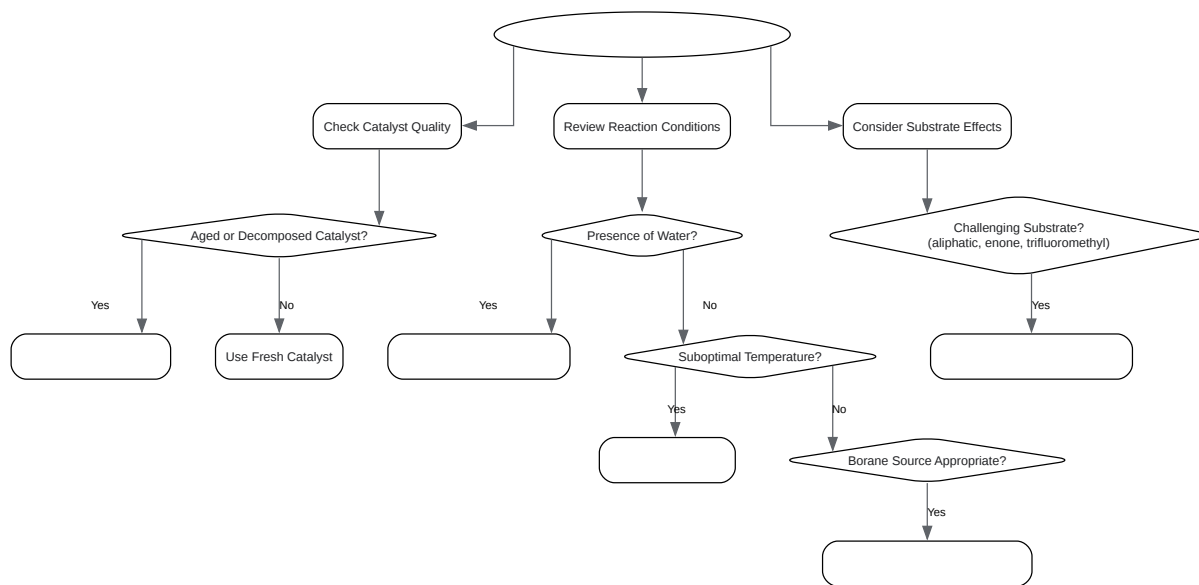 Check Catalyst Quality
Review Reaction Conditions
Consider Substrate Effects
Aged or Decomposed Catalyst?
Presence of Water?
Challenging Substrate?
(aliphatic, enone, trifluoromethyl)
Yes
No
Yes
No
Yes
Use Fresh Catalyst
Suboptimal Temperature?
Yes
No
Borane Source Appropriate?
Yes